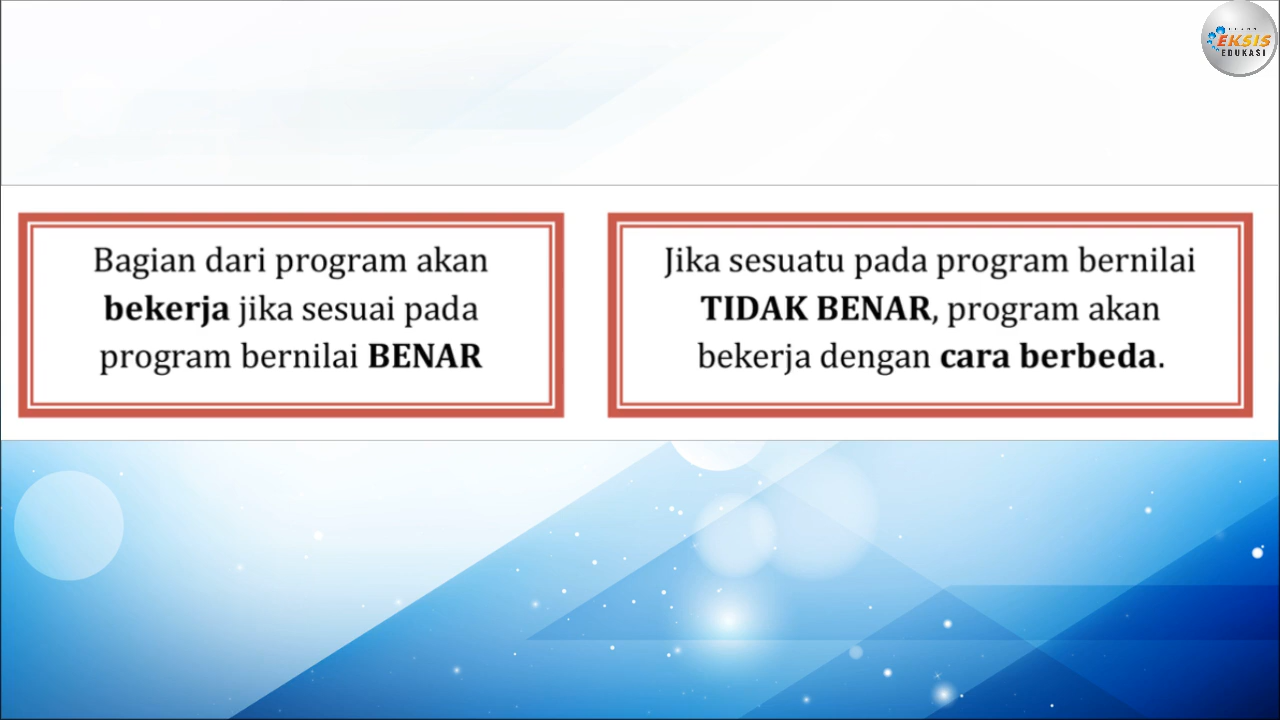 EKSIS
EDUKASI
Bagian dari program akan
bekerja jika sesuai pada
program bernilai BENAR
Jika sesuatu pada program bernilai
TIDAK BENAR, program akan
bekerja dengan cara berbeda.